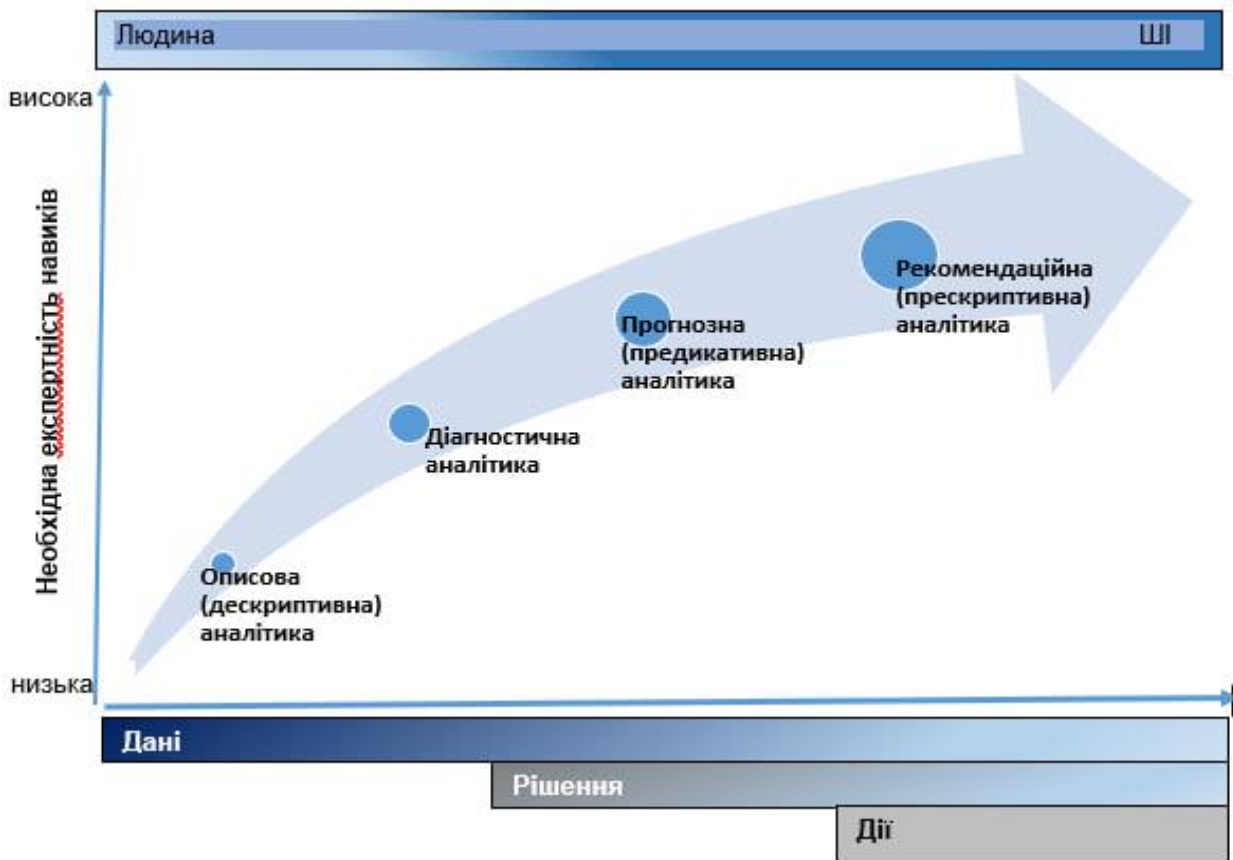 Людина ШІ
висока
Необхідна експертність навиків
Рекомендаційна
(прескриптивна)
аналітика
Прогнозна
(предикативна)
аналітика
Діагностична
аналітика
Описова
(дескриптивна)
аналітика
низька
Дані
Рішення
Дії